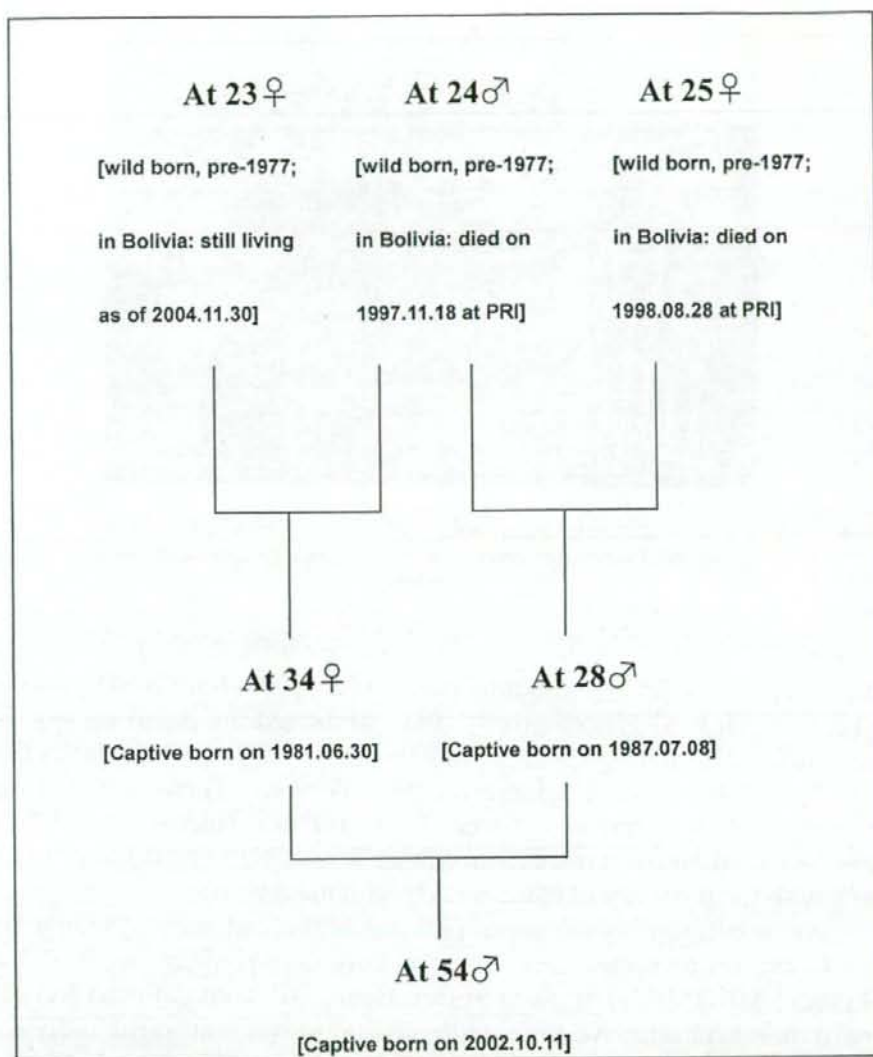 At 23♀ At 24♂ At 25♀
[wild born, pre-1977; [wild born, pre-1977; [wild born, pre-1977;
in Bolivia: still living in Bolivia: died on in Bolivia: died on
as of 2004.11.30] 1997.11.18 at PRI] 1998.08.28 at PRI]
At 34♀ At 28♂
[Captive born on 1981.06.30] [Captive born on 1987.07.08]
At 54♂
[Captive born on 2002.10.11]